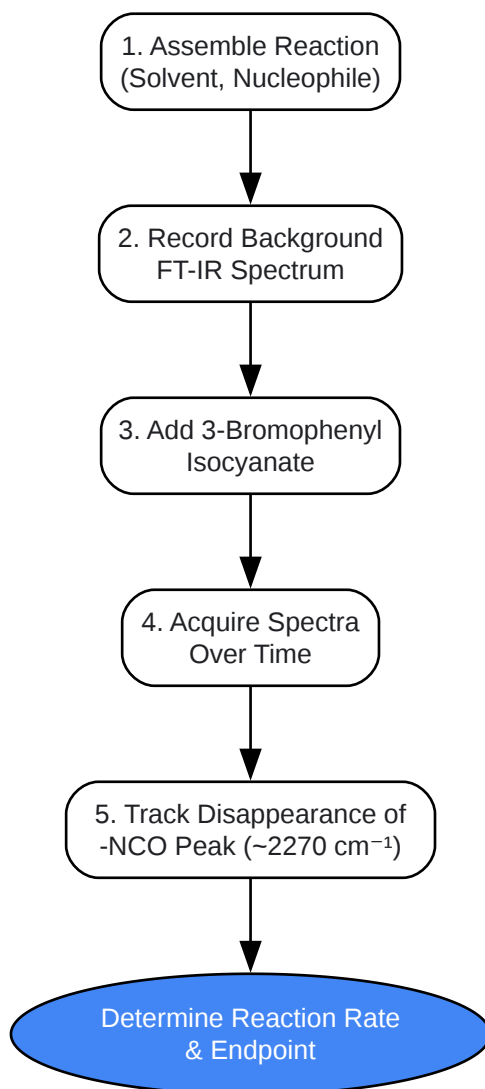 1. Assemble Reaction
(Solvent, Nucleophile)
2. Record Background
FT-IR Spectrum
3. Add 3-Bromophenyl
Isocyanate
4. Acquire Spectra
Over Time
5. Track Disappearance of
-NCO Peak (~2270 cm⁻¹)
Determine Reaction Rate
& Endpoint